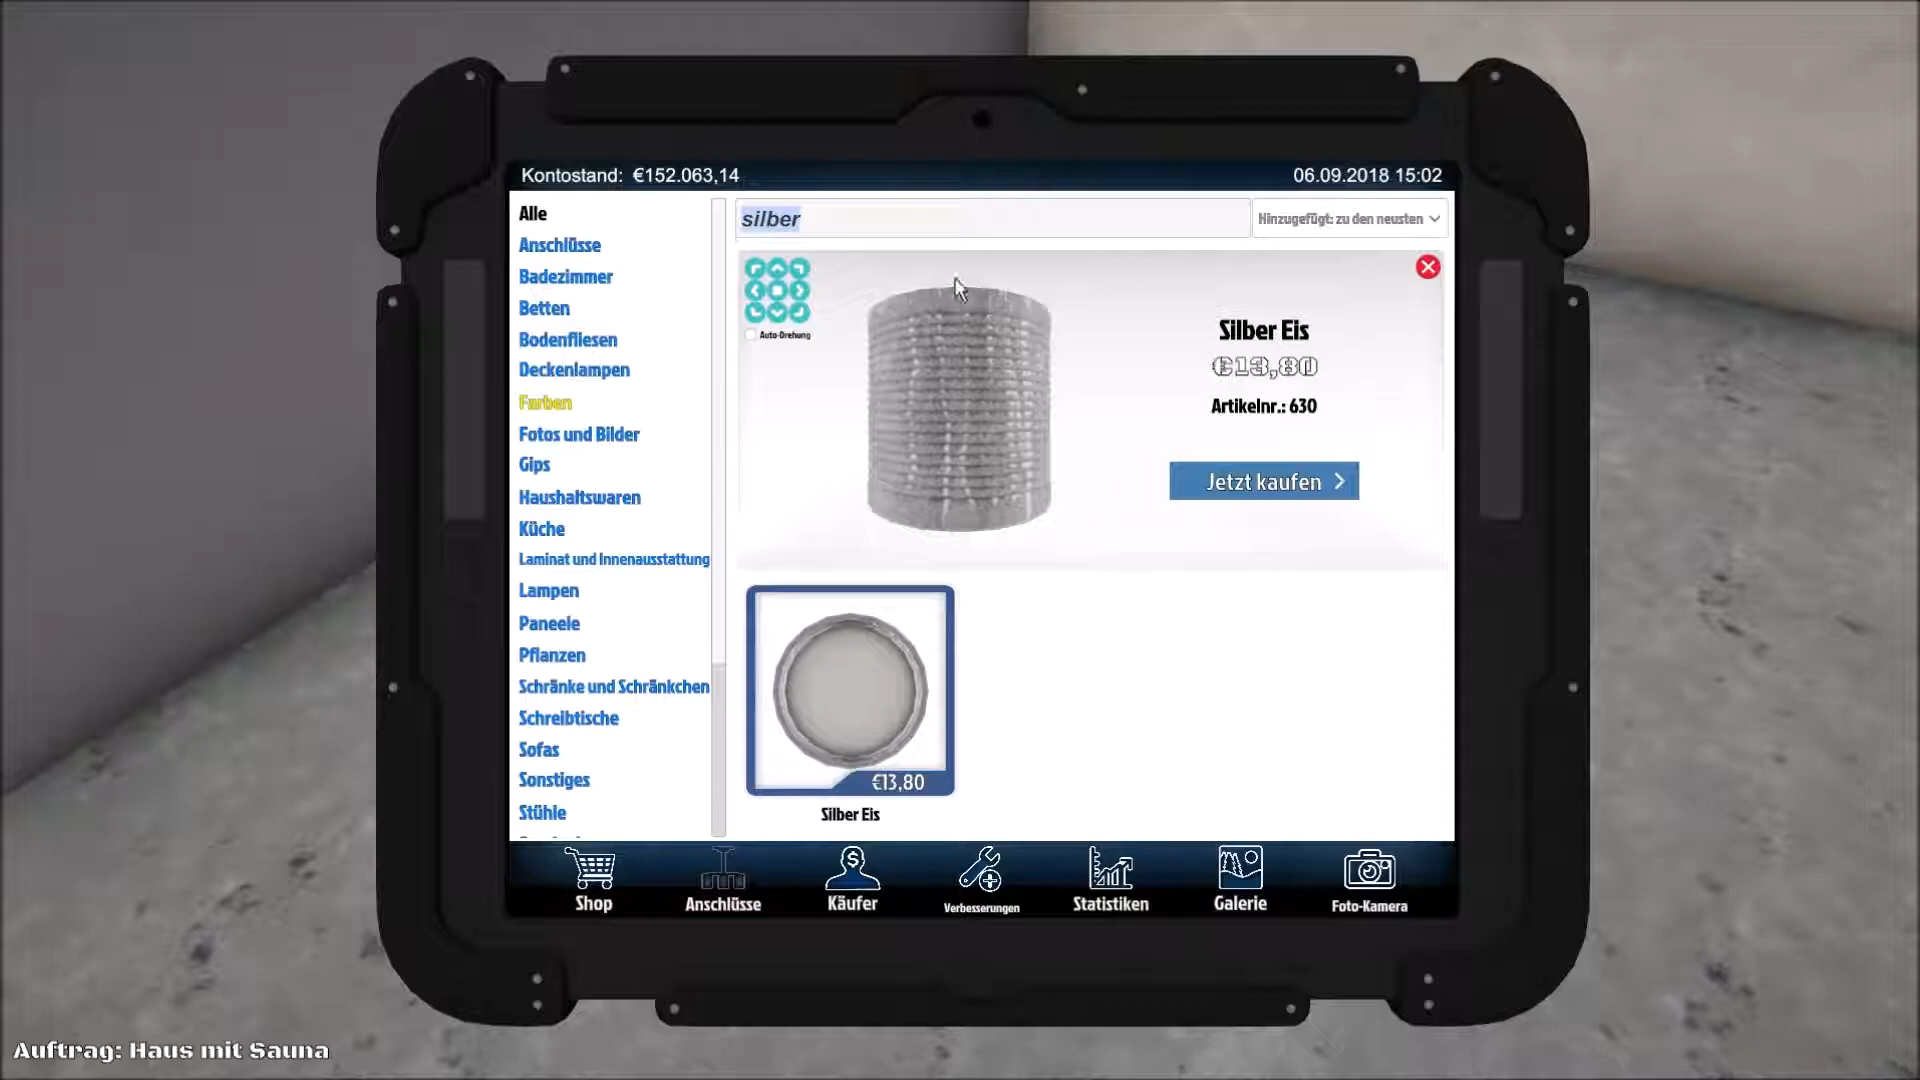 Kontostand: €152.063,14
06.09.2018 15:02
Alle
Anschlüsse
Badezimmer
Betten
Bodenfliesen
Deckenlampen
Farben
Fotos und Bilder
Gips
Haushaltswaren
Küche
Laminat und Innenausstattung
Lampen
Paneele
Pflanzen
Schränke und Schränkchen
Schreibtische
Sofas
Sonstiges
Stühle
silber
Hinzugefügt: zu den neusten
Auto-Drehung
Silber Eis
€13,80
Artikelnr.: 630
Jetzt kaufen
€13,80
Silber Eis
Shop
Anschlüsse
Käufer
Verbesserungen
Statistiken
Galerie
Foto-Kamera
Auftrag: Haus mit Sauna